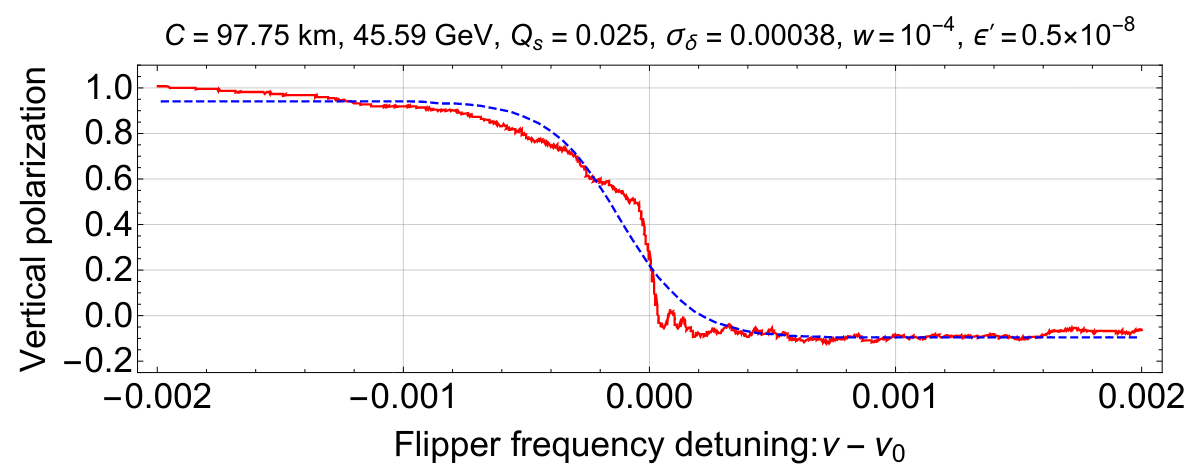 C = 97.75 km, 45.59 GeV, Qₛ = 0.025, σ_δ = 0.00038, w = 10⁻⁴, ϵ′ = 0.5×10⁻⁸
Vertical polarization
1.0
0.8
0.6
0.4
0.2
0.0
−0.2
−0.002 −0.001 0.000 0.001 0.002
Flipper frequency detuning: ν − ν₀